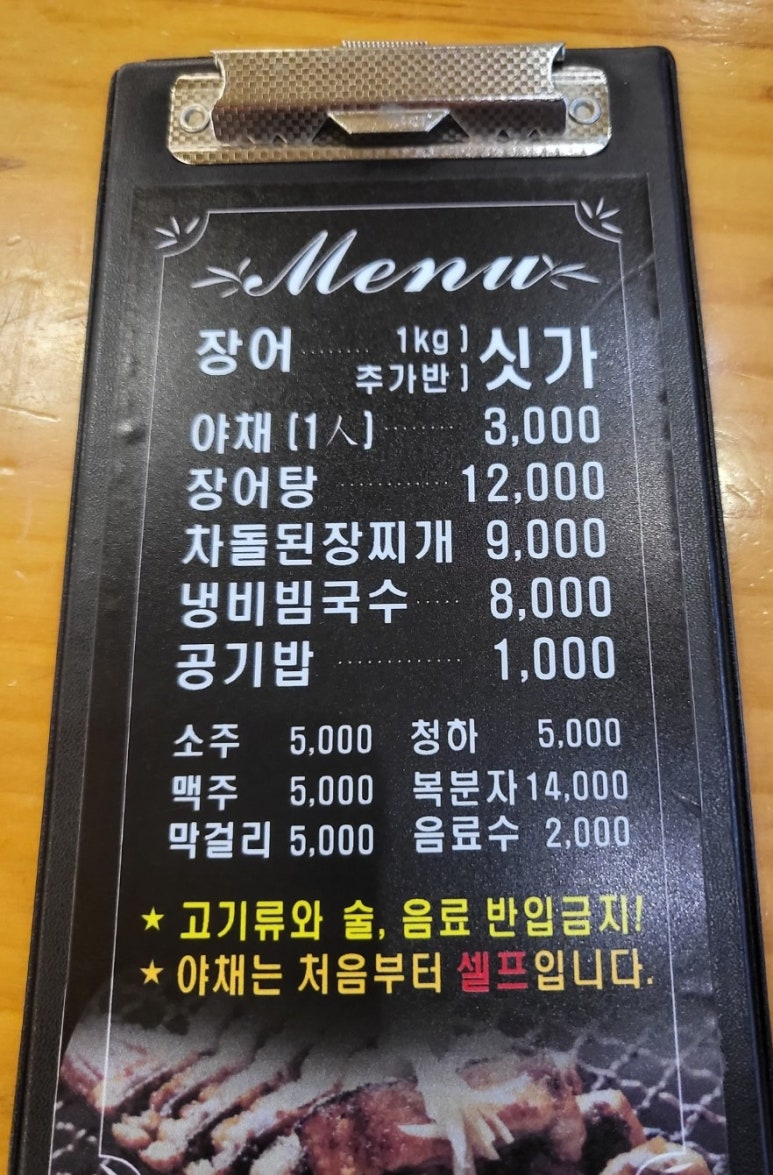 Menu
장어 ........ 1kg ) 싯가
추가반 )
야채 (1人) ........ 3,000
장어탕 ............ 12,000
차돌된장찌개 9,000
냉비빔국수 ..... 8,000
공기밥 ............. 1,000
소주 5,000 청하 5,000
맥주 5,000 복분자 14,000
막걸리 5,000 음료수 2,000
★ 고기류와 술, 음료 반입금지!
★ 야채는 처음부터 셀프입니다.